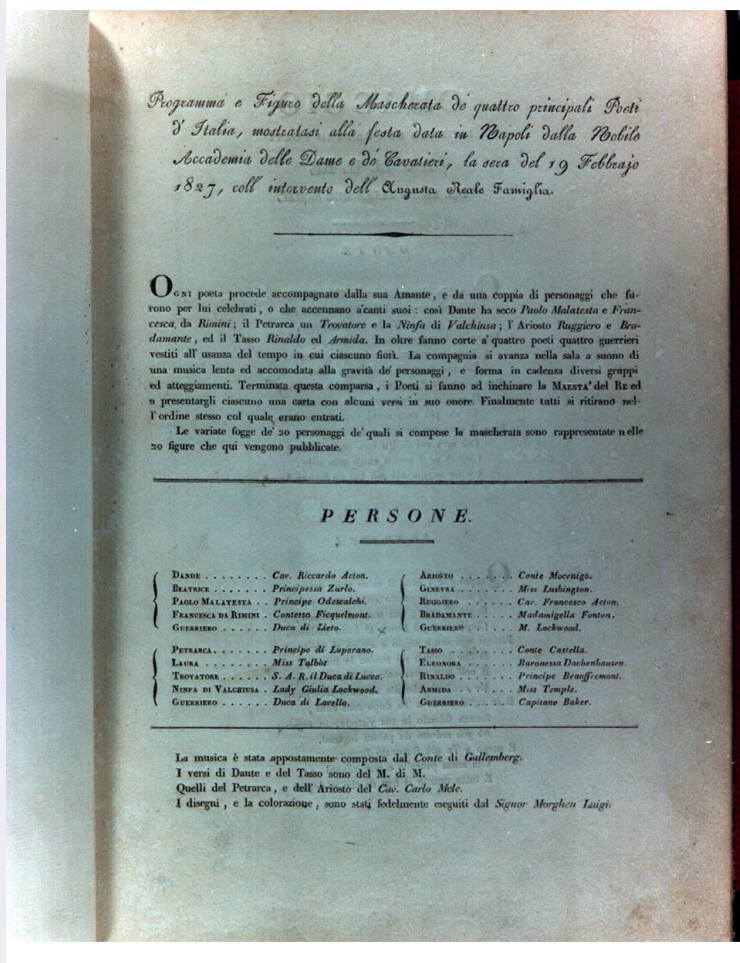 Programma e Figure della Mascherata de' quattro principali Poeti
d' Italia, mostratasi alla festa data in Napoli dalla Nobile
Accademia delle Dame e de' Cavalieri, la sera del 19 Febbrajo
1827, coll' intervento dell' Augusta Reale Famiglia.
Ogni poeta procede accompagnato dalla sua Amante, e da una coppia di personaggi che fu-
rono per lui celebrati, o che accennano a'canti suoi: così Dante ha seco Paolo Malatesta e Fran-
cesca da Rimini; il Petrarca un Trovatore e la Ninfa di Valchiusa; l' Ariosto Ruggiero e Bra-
damante, ed il Tasso Rinaldo ed Armida. In oltre fanno corte a' quattro poeti quattro guerrieri
vestiti all' usanza del tempo in cui ciascuno fiorì. La compagnia si avanza nella sala a suono di
una musica lenta ed accomodata alla gravità de' personaggi, e forma in cadenza diversi gruppi
ed atteggiamenti. Terminata questa comparsa, i Poeti si fanno ad inchinare la MAESTA' del RE ed
a presentargli ciascuno una carta con alcuni versi in suo onore. Finalmente tutti si ritirano nel-
l' ordine stesso col quale erano entrati.
Le variate fogge de' 20 personaggi de' quali si compose la mascherata sono rappresentate nelle
20 figure che qui vengono pubblicate.
PERSONE.
DANDE . . . . . . . . Cav. Riccardo Acton.
BEATRICE . . . . . . . Principessa Zurlo.
PAOLO MALATESTA . . Principe Odescalchi.
FRANCESCA DA RIMINI . Contessa Ficquelmont.
GUERRIERO . . . . . . Duca di Lieto.
PETRARCA. . . . . . . Principe di Luperano.
LAURA . . . . . . . . Miss Talbot
TROVATORE . . . . . . S. A. R. il Duca di Lucca.
NINFA DI VALCHIUSA . Lady Giulia Lockwood.
GUERRIERO . . . . . . Duca di Lavello.
ARIOSTO . . . . . . . Conte Mocenigo.
GINEVRA . . . . . . . Miss Lushington.
RUGGIERO . . . . . . Cav. Francesco Acton.
BRADAMANTE . . . . . Madamigella Fonton.
GUERRIERO . . . . . . M. Lockwood.
TASSO . . . . . . . . Conte Castella.
ELEONORA . . . . . . Baronessa Dachenhausen.
RINALDO . . . . . . . Principe Beauffremont.
ARMIDA . . . . . . . Miss Temple.
GUERRIERO . . . . . . Capitano Baker.
La musica è stata appostamente composta dal Conte di Gallemberg.
I versi di Dante e del Tasso sono del M. di M.
Quelli del Petrarca, e dell' Ariosto del Cav. Carlo Mele.
I disegni, e la colorazione, sono stati fedelmente eseguiti dal Signor Morghen Luigi.